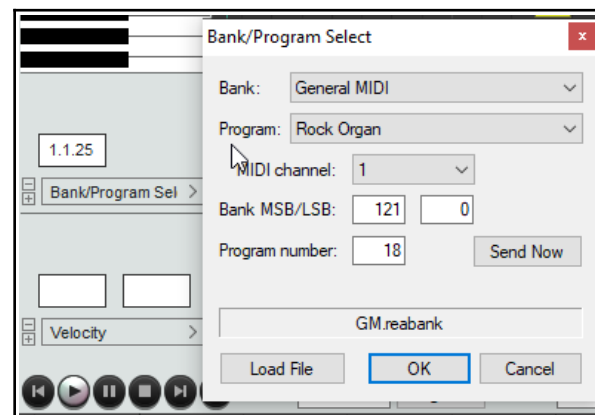 Bank/Program Select
x
Bank: General MIDI
Program: Rock Organ
1.1.25
MIDI channel: 1
Bank/Program Sel >
Bank MSB/LSB: 121 0
Program number: 18 Send Now
GM.reabank
Velocity >
Load File OK Cancel